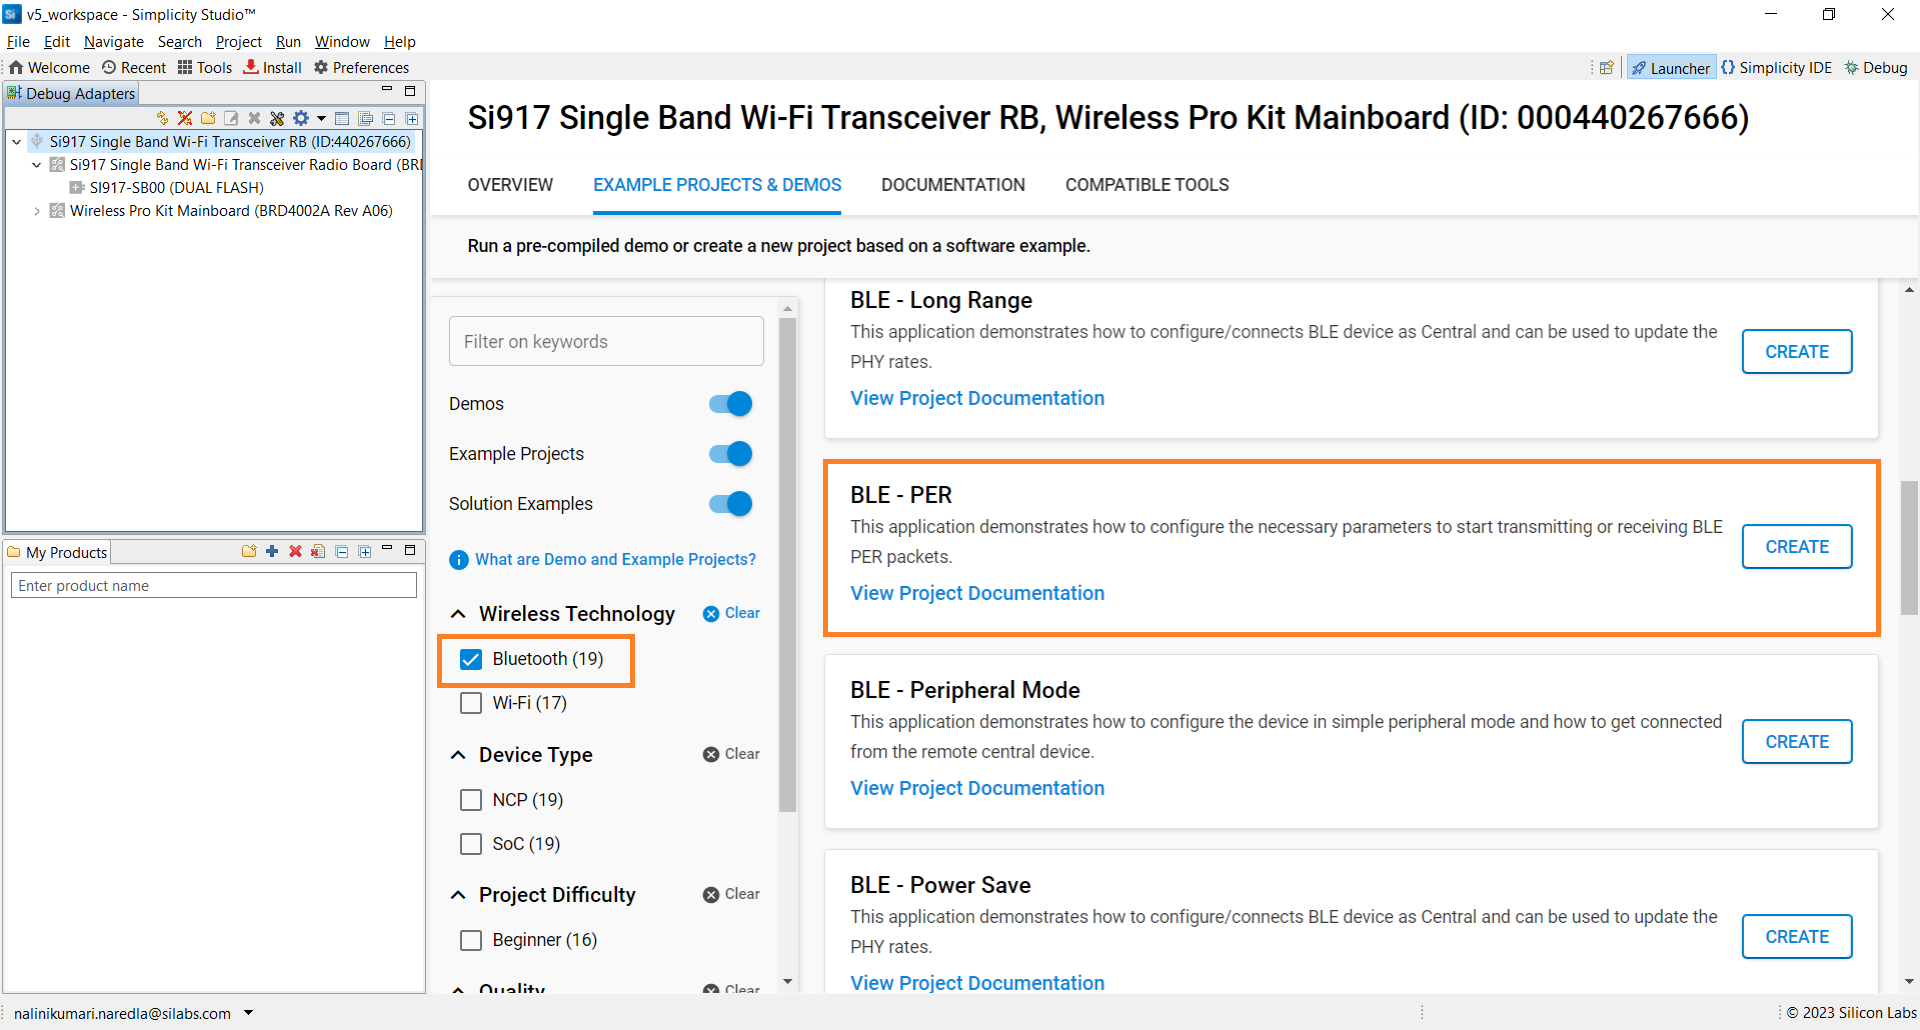 v5_workspace - Simplicity Studio™
File Edit Navigate Search Project Run Window Help
Welcome Recent Tools Install Preferences
Launcher Simplicity IDE Debug
Debug Adapters
Si917 Single Band Wi-Fi Transceiver RB (ID:440267666)
Si917 Single Band Wi-Fi Transceiver Radio Board (BRI
SI917-SB00 (DUAL FLASH)
Wireless Pro Kit Mainboard (BRD4002A Rev A06)
My Products
Enter product name
Si917 Single Band Wi-Fi Transceiver RB, Wireless Pro Kit Mainboard (ID: 000440267666)
OVERVIEW EXAMPLE PROJECTS & DEMOS DOCUMENTATION COMPATIBLE TOOLS
Run a pre-compiled demo or create a new project based on a software example.
Filter on keywords
Demos
Example Projects
Solution Examples
What are Demo and Example Projects?
Wireless Technology Clear
Bluetooth (19)
Wi-Fi (17)
Device Type Clear
NCP (19)
SoC (19)
Project Difficulty Clear
Beginner (16)
Quality Clear
BLE - Long Range
This application demonstrates how to configure/connects BLE device as Central and can be used to update the
PHY rates.
CREATE
View Project Documentation
BLE - PER
This application demonstrates how to configure the necessary parameters to start transmitting or receiving BLE
PER packets.
CREATE
View Project Documentation
BLE - Peripheral Mode
This application demonstrates how to configure the device in simple peripheral mode and how to get connected
from the remote central device.
CREATE
View Project Documentation
BLE - Power Save
This application demonstrates how to configure/connects BLE device as Central and can be used to update the
PHY rates.
CREATE
View Project Documentation
nalinikumari.naredla@silabs.com
© 2023 Silicon Labs